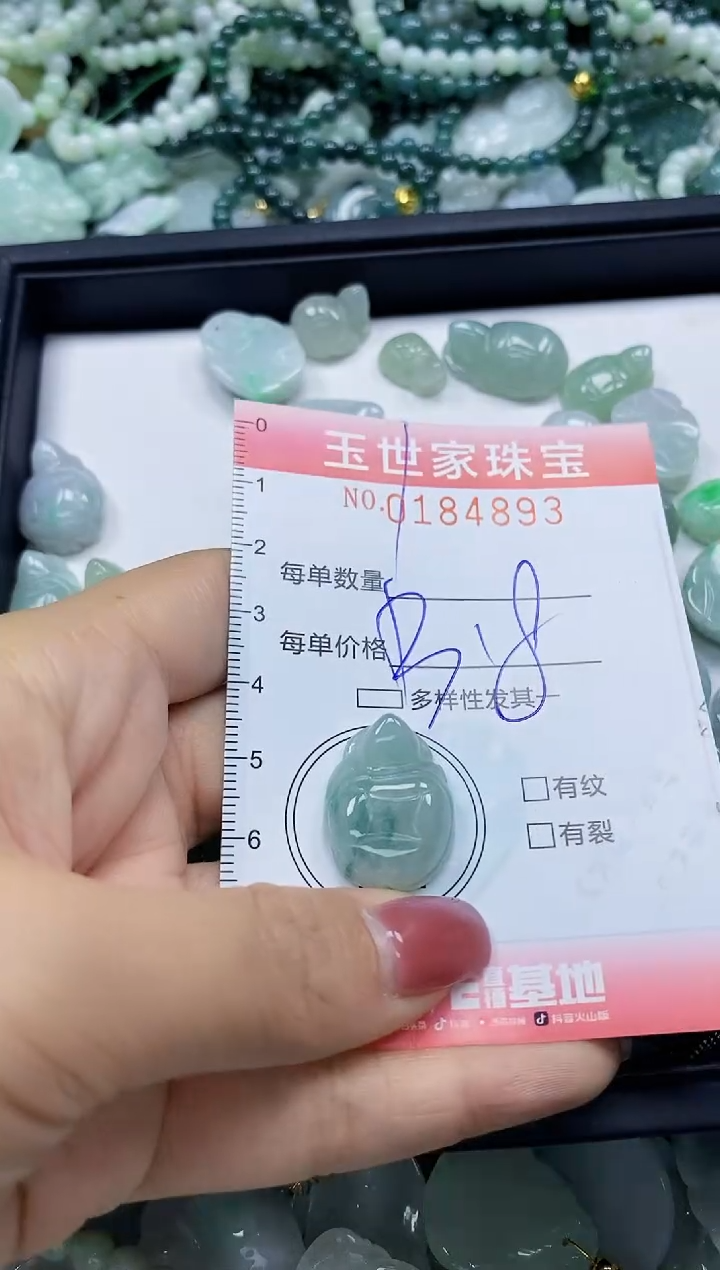 0
玉世家珠宝
1
NO.0184893
2
每单数量
3
每单价格
4
多样性发其一
5
有纹
6
有裂
基地
抖音火山版